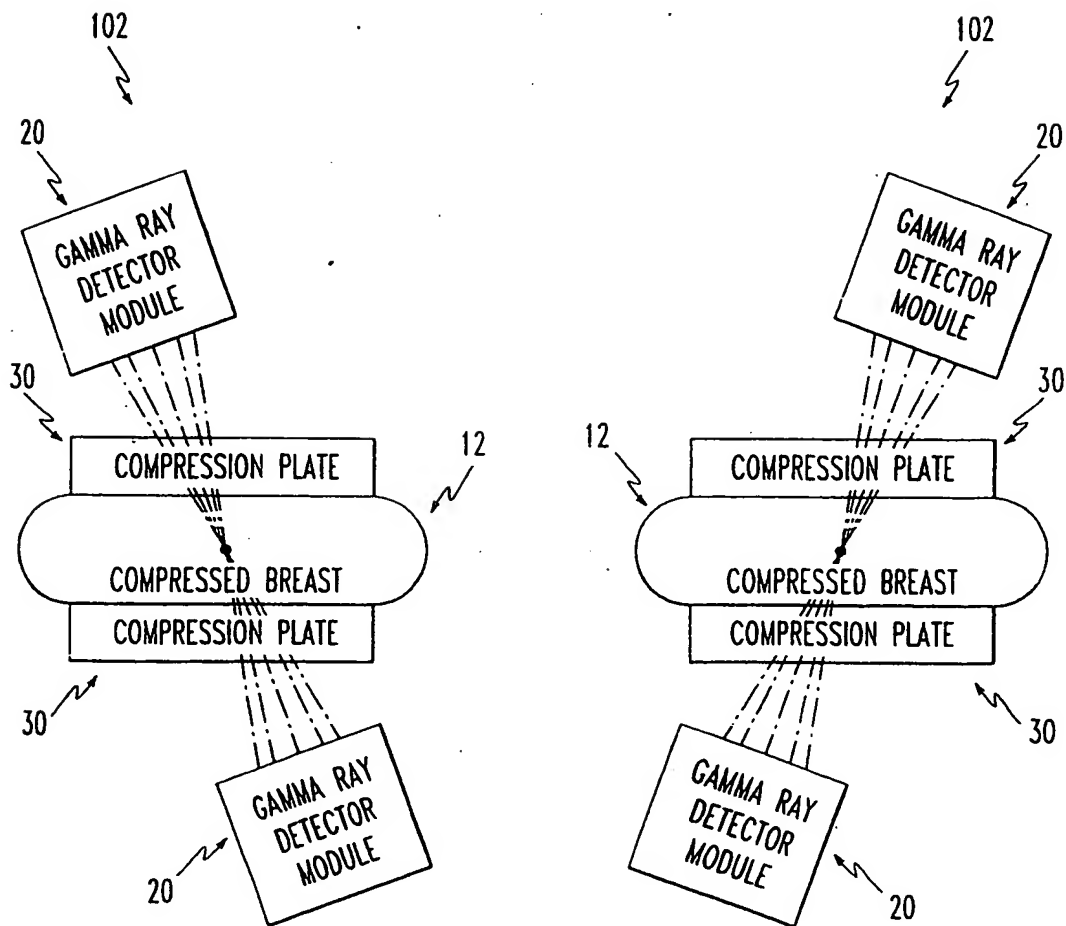 102
20
GAMMA RAY
DETECTOR
MODULE
30
COMPRESSION PLATE
12
COMPRESSED BREAST
COMPRESSION PLATE
30
GAMMA RAY
DETECTOR
MODULE
20
102
20
GAMMA RAY
DETECTOR
MODULE
30
COMPRESSION PLATE
12
COMPRESSED BREAST
COMPRESSION PLATE
30
GAMMA RAY
DETECTOR
MODULE
20